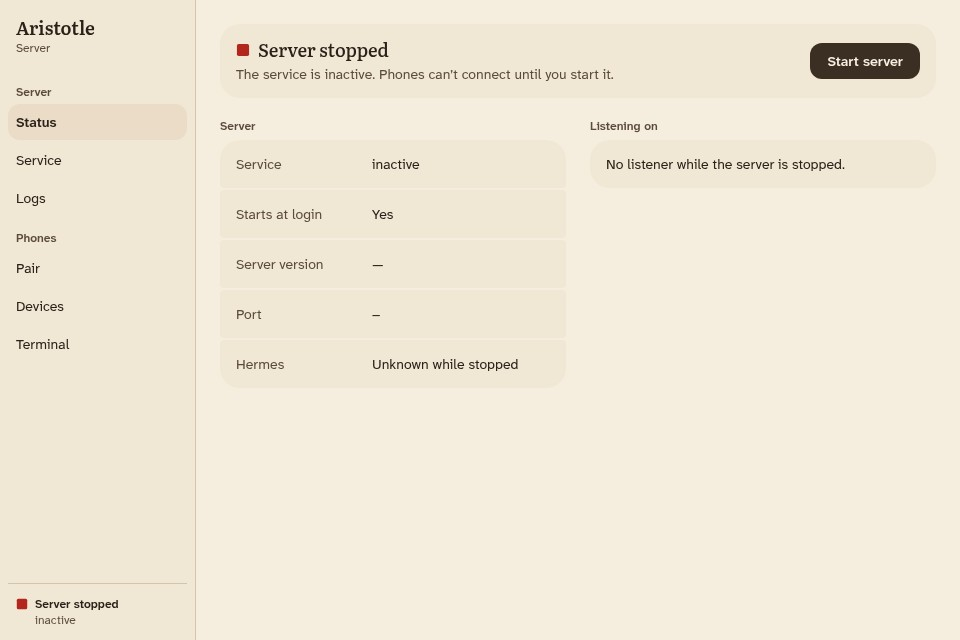 Aristotle
Server
Server
Status
Service
Logs
Phones
Pair
Devices
Terminal
Server stopped
inactive
Server stopped
The service is inactive. Phones can't connect until you start it.
Start server
Server
Service inactive
Starts at login Yes
Server version —
Port –
Hermes Unknown while stopped
Listening on
No listener while the server is stopped.